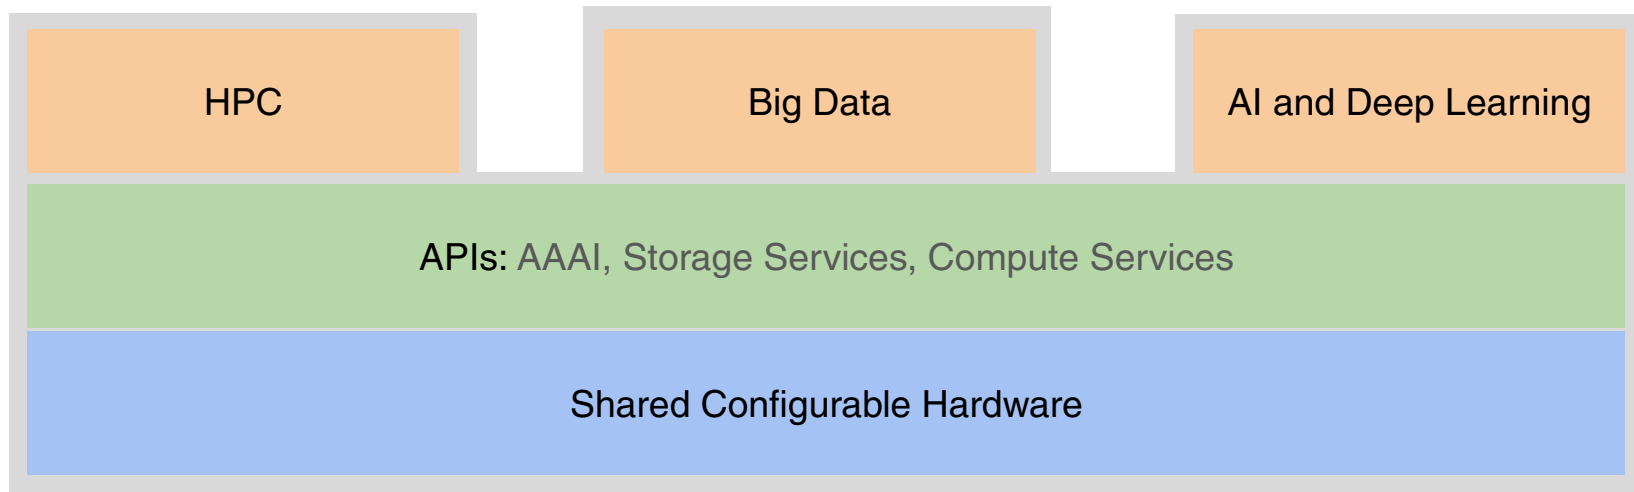 HPC
Big Data
AI and Deep Learning
APIs: AAAI, Storage Services, Compute Services
Shared Configurable Hardware